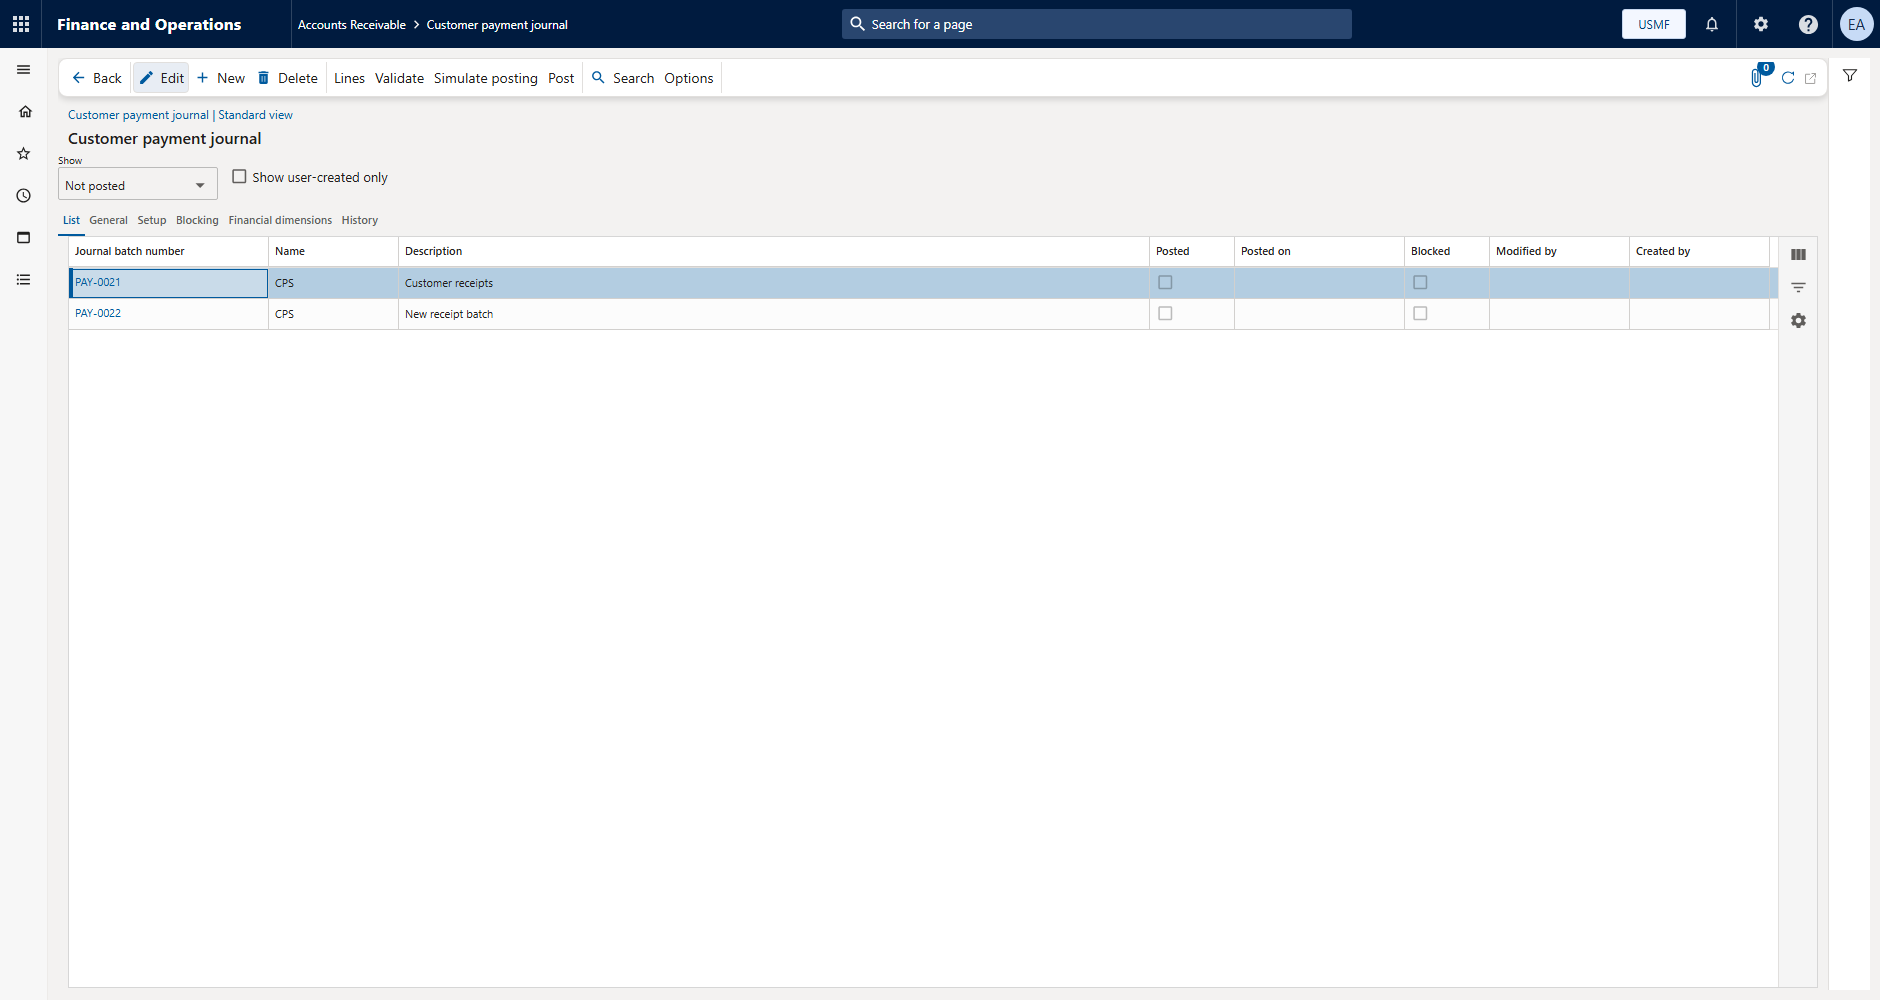 Finance and Operations
Accounts Receivable > Customer payment journal
Search for a page
USMF
EA
Back
Edit
New
Delete
Lines
Validate
Simulate posting
Post
Search
Options
0
Customer payment journal | Standard view
Customer payment journal
Show
Not posted
Show user-created only
List General Setup Blocking Financial dimensions History
Journal batch number Name Description Posted Posted on Blocked Modified by Created by
PAY-0021 CPS Customer receipts
PAY-0022 CPS New receipt batch